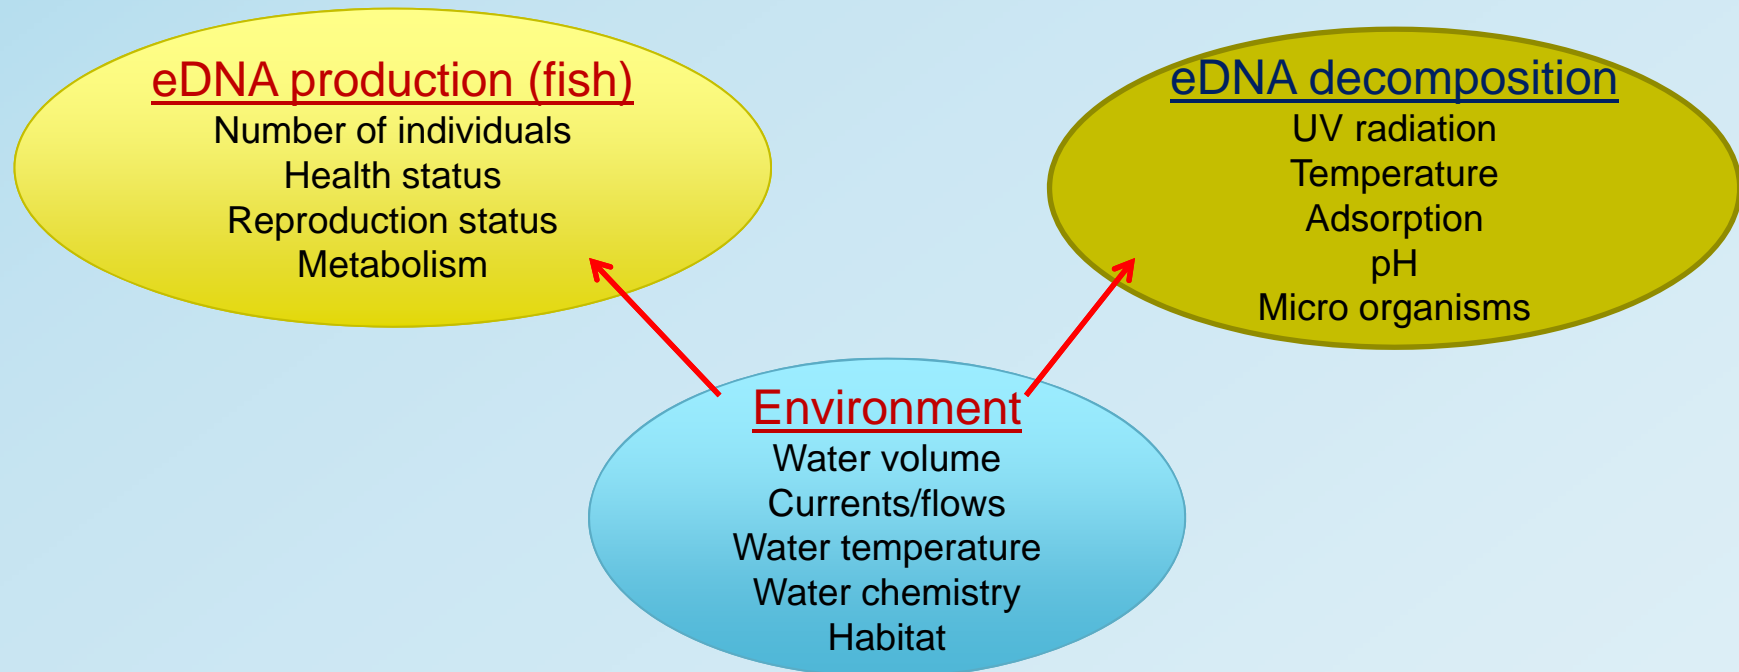 eDNA production (fish)
Number of individuals
Health status
Reproduction status
Metabolism
eDNA decomposition
UV radiation
Temperature
Adsorption
pH
Micro organisms
Environment
Water volume
Currents/flows
Water temperature
Water chemistry
Habitat